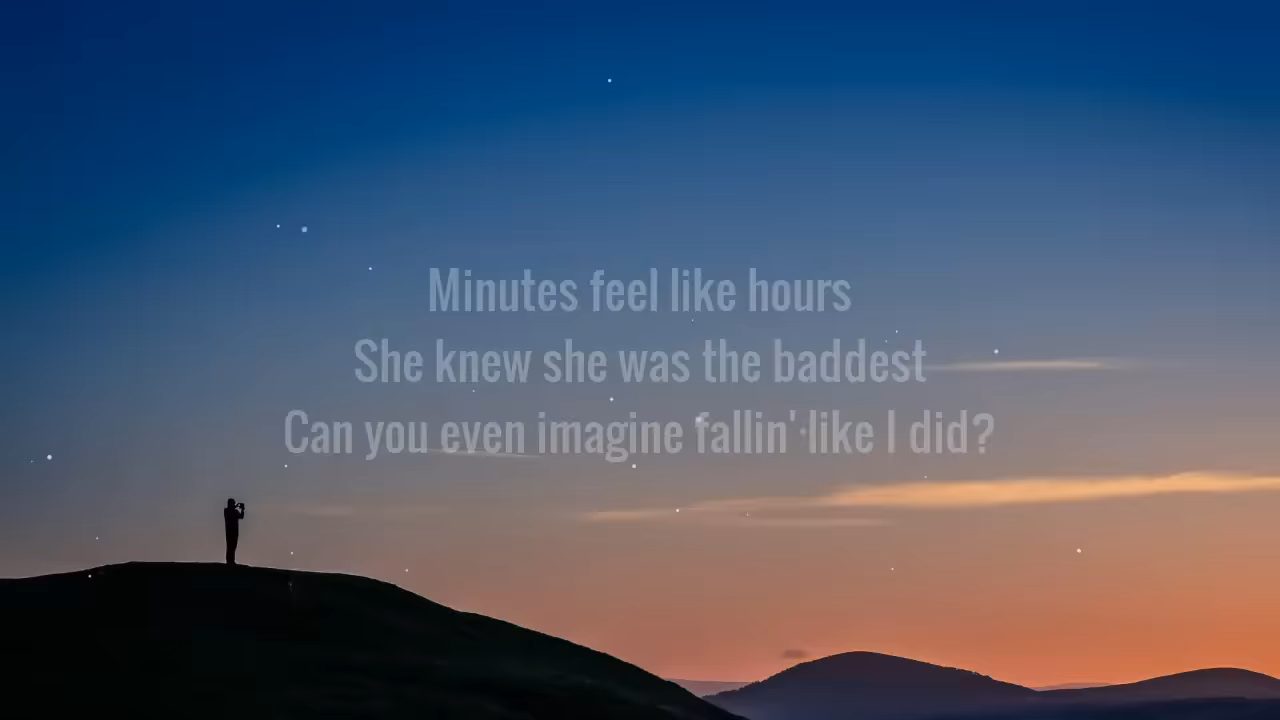 Minutes feel like hours
She knew she was the baddest
Can you even imagine fallin' like I did?